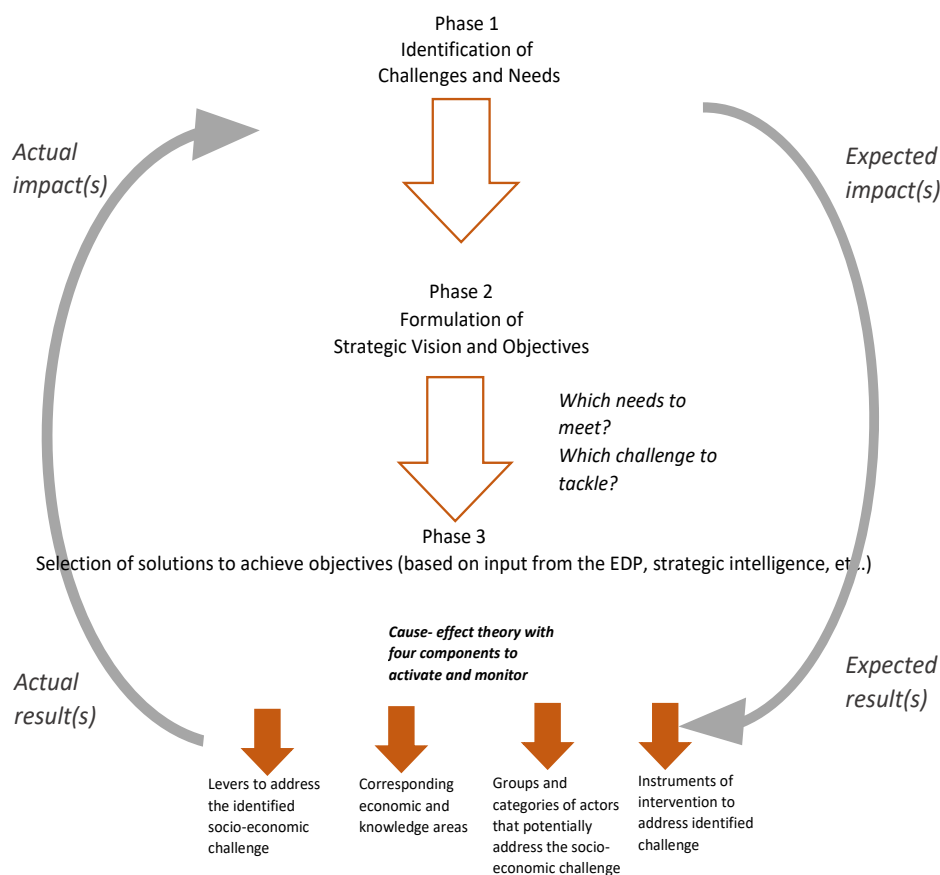 Phase 1
Identification of
Challenges and Needs
Actual
impact(s)
Expected
impact(s)
Phase 2
Formulation of
Strategic Vision and Objectives
Which needs to
meet?
Which challenge to
tackle?
Phase 3
Selection of solutions to achieve objectives (based on input from the EDP, strategic intelligence, etc..)
Cause- effect theory with
four components to
activate and monitor
Actual
result(s)
Expected
result(s)
Levers to address
the identified
socio-economic
challenge
Corresponding
economic and
knowledge areas
Groups and
categories of actors
that potentially
address the socio-
economic challenge
Instruments of
intervention to
address identified
challenge